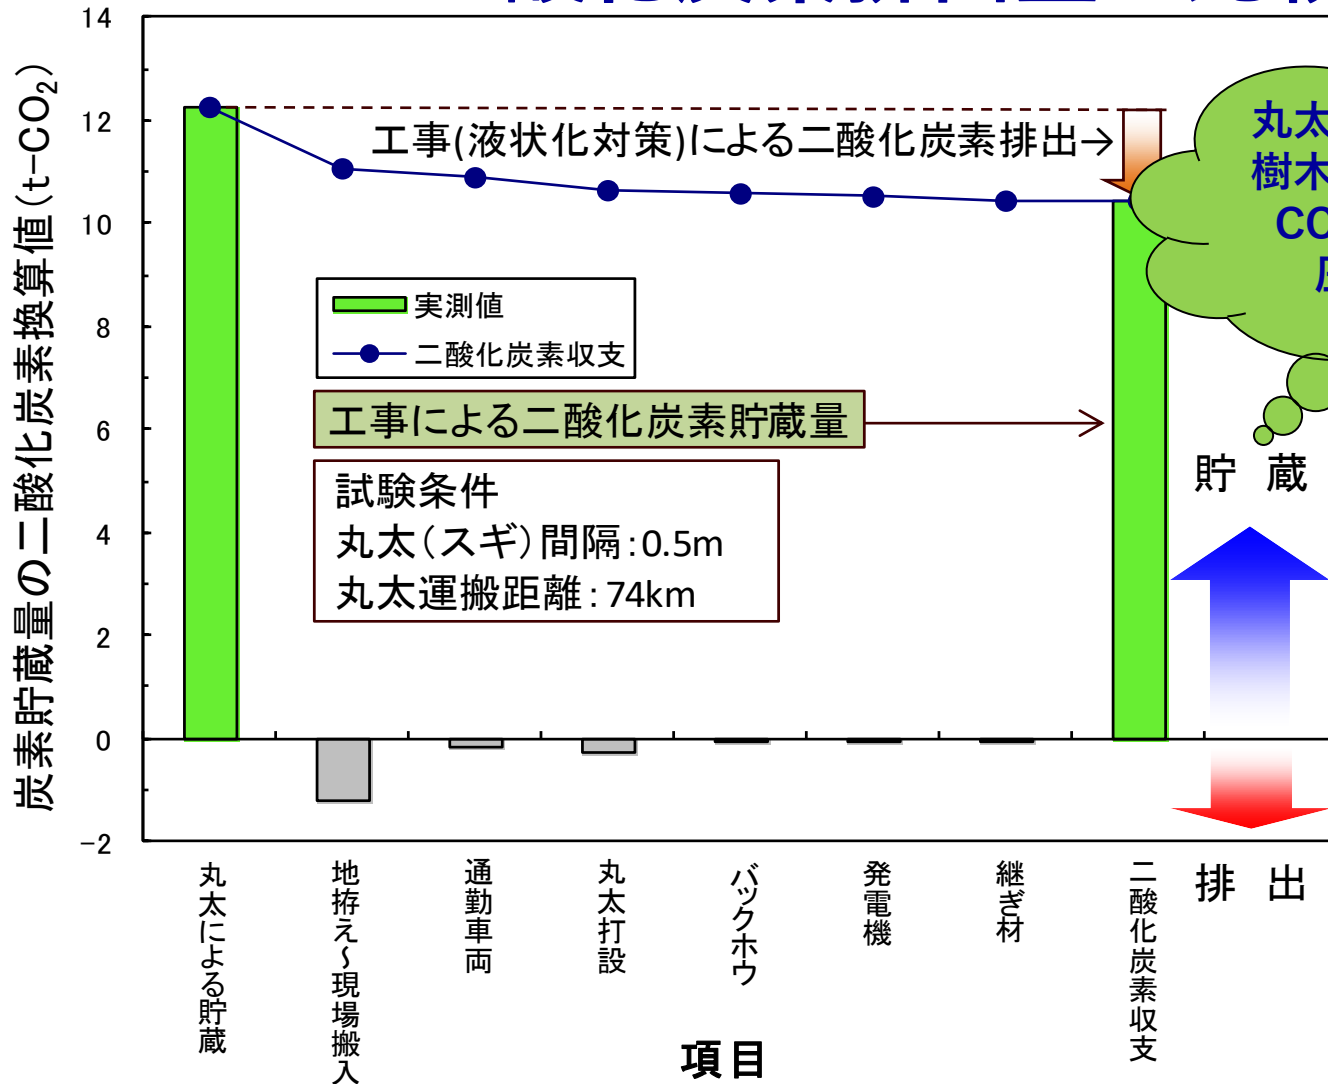 14
12
10
8
6
4
2
0
-2
炭素貯蔵量の二酸化炭素換算値(t-CO₂)
工事(液状化対策)による二酸化炭素排出→
実測値
二酸化炭素収支
工事による二酸化炭素貯蔵量
試験条件
丸太(スギ)間隔:0.5m
丸太運搬距離:74km
丸太
樹木
貯 蔵
排 出
丸太による貯蔵
地拵え～現場搬入
通勤車両
丸太打設
バックホウ
発電機
継ぎ材
二酸化炭素収支
項目